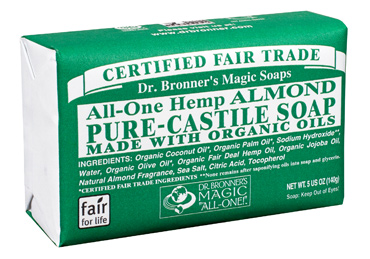 CERTIFIED FAIR TRADE
Dr. Bronner's Magic Soaps
All-One Hemp ALMOND
PURE-CASTILE SOAP
MADE WITH ORGANIC OILS
INGREDIENTS: Organic Coconut Oil*, Organic Palm Oil*, Sodium Hydroxide**,
Water, Organic Olive Oil*, Organic Fair Deal Hemp Oil, Organic Jojoba Oil,
Natural Almond Fragrance, Sea Salt, Citric Acid, Tocopherol
*CERTIFIED FAIR TRADE INGREDIENTS **None remains after saponifying oils into soap and glycerin.
fair
for life
DR. BRONNER'S
MAGIC
"ALL-ONE!"
NET WT. 5 US OZ (140g)
Soap: Keep Out of Eyes!